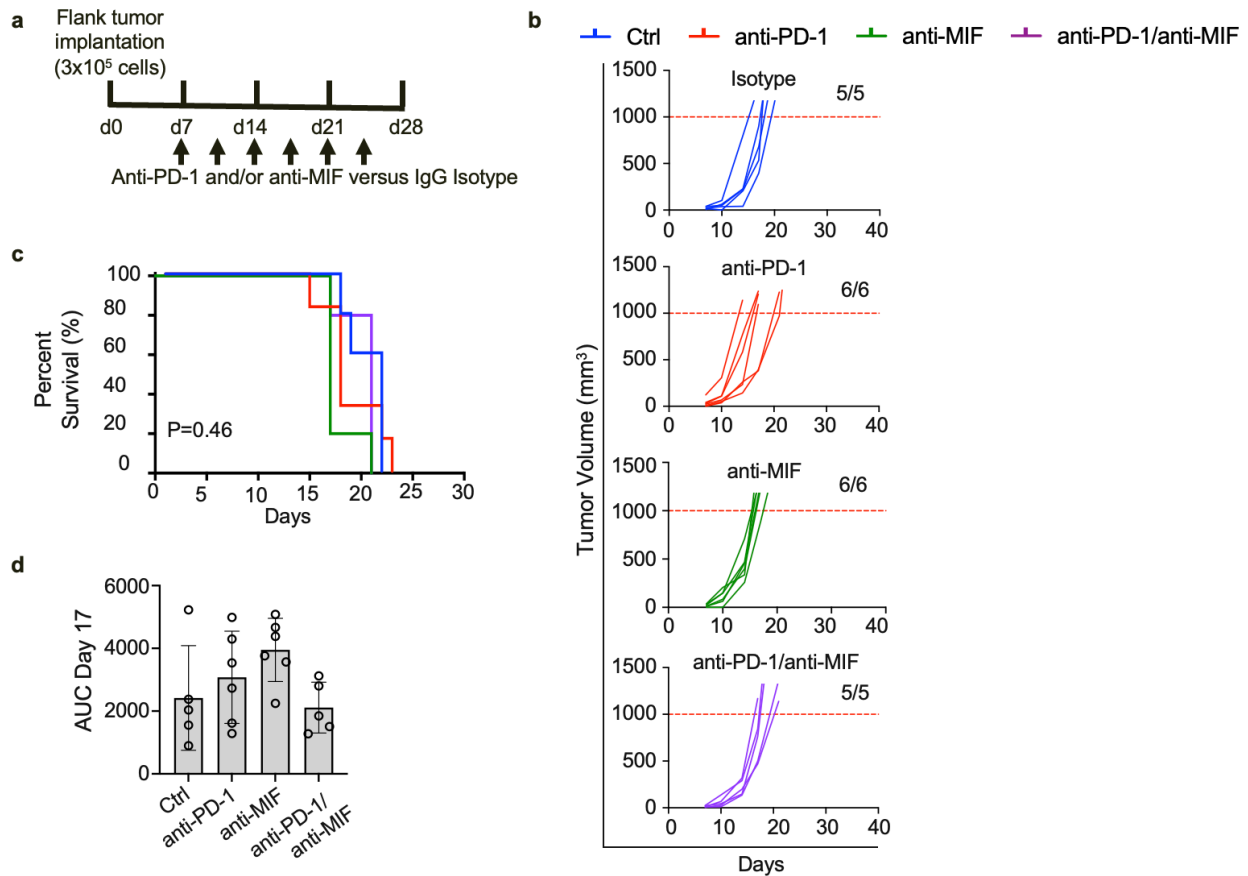 a
Flank tumor
implantation
(3x10⁵ cells)
d0 d7 d14 d21 d28
Anti-PD-1 and/or anti-MIF versus IgG Isotype
b
Ctrl anti-PD-1 anti-MIF anti-PD-1/anti-MIF
Tumor Volume (mm³)
Isotype
5/5
1500
1000
500
0
0 10 20 30 40
anti-PD-1
6/6
1500
1000
500
0
0 10 20 30 40
anti-MIF
6/6
1500
1000
500
0
0 10 20 30 40
anti-PD-1/anti-MIF
5/5
1500
1000
500
0
0 10 20 30 40
Days
c
Percent
Survival (%)
100
80
60
40
20
0
P=0.46
0 5 10 15 20 25 30
Days
d
AUC Day 17
6000
4000
2000
0
Ctrl
anti-PD-1
anti-MIF
anti-PD-1/
anti-MIF